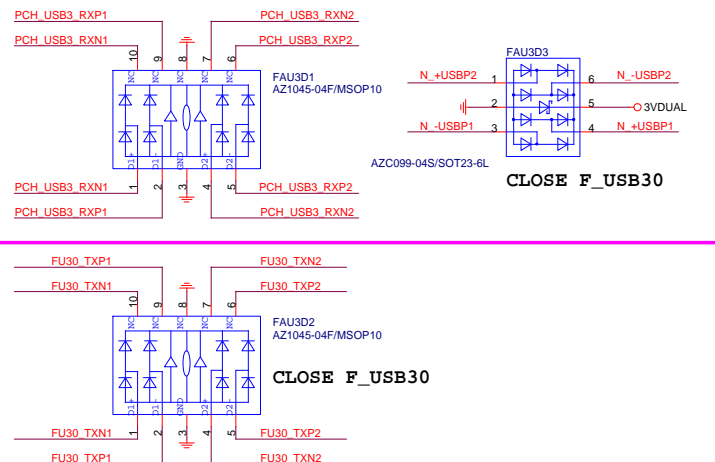 PCH_USB3_RXP1
PCH_USB3_RXN2
PCH_USB3_RXN1
PCH_USB3_RXP2
10
9
8
7
6
NC
NC
NC
NC
FAU3D1
AZ1045-04F/MSOP10
D1+
D1-
GND
D2+
D2-
1
2
3
4
5
PCH_USB3_RXN1
PCH_USB3_RXP2
PCH_USB3_RXP1
PCH_USB3_RXN2
FAU3D3
N_+USBP2
1
6
N_-USBP2
2
5
3VDUAL
N_-USBP1
3
4
N_+USBP1
AZC099-04S/SOT23-6L
CLOSE F_USB30
FU30_TXP1
FU30_TXN2
FU30_TXN1
FU30_TXP2
10
9
8
7
6
NC
NC
NC
NC
FAU3D2
AZ1045-04F/MSOP10
CLOSE F_USB30
D1+
D1-
GND
D2+
D2-
1
2
3
4
5
FU30_TXN1
FU30_TXP2
FU30_TXP1
FU30_TXN2